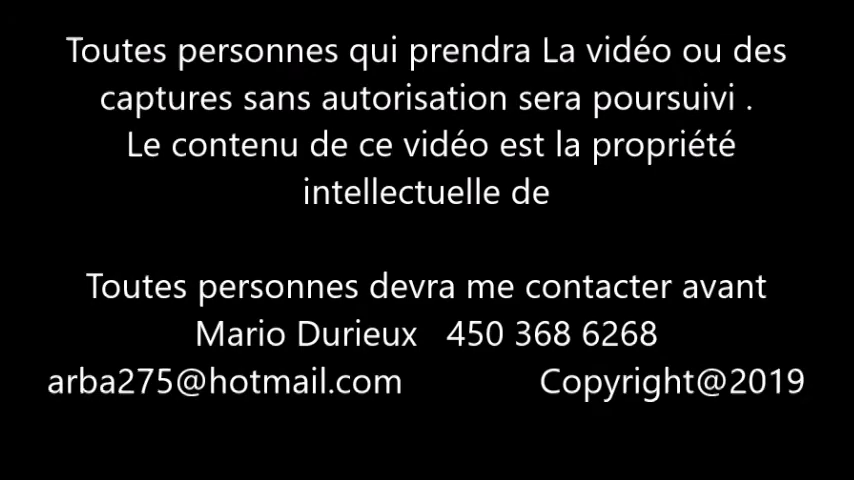 Toutes personnes qui prendra La vidéo ou des
captures sans autorisation sera poursuivi .
Le contenu de ce vidéo est la propriété
intellectuelle de
Toutes personnes devra me contacter avant
Mario Durieux 450 368 6268
arba275@hotmail.com Copyright@2019